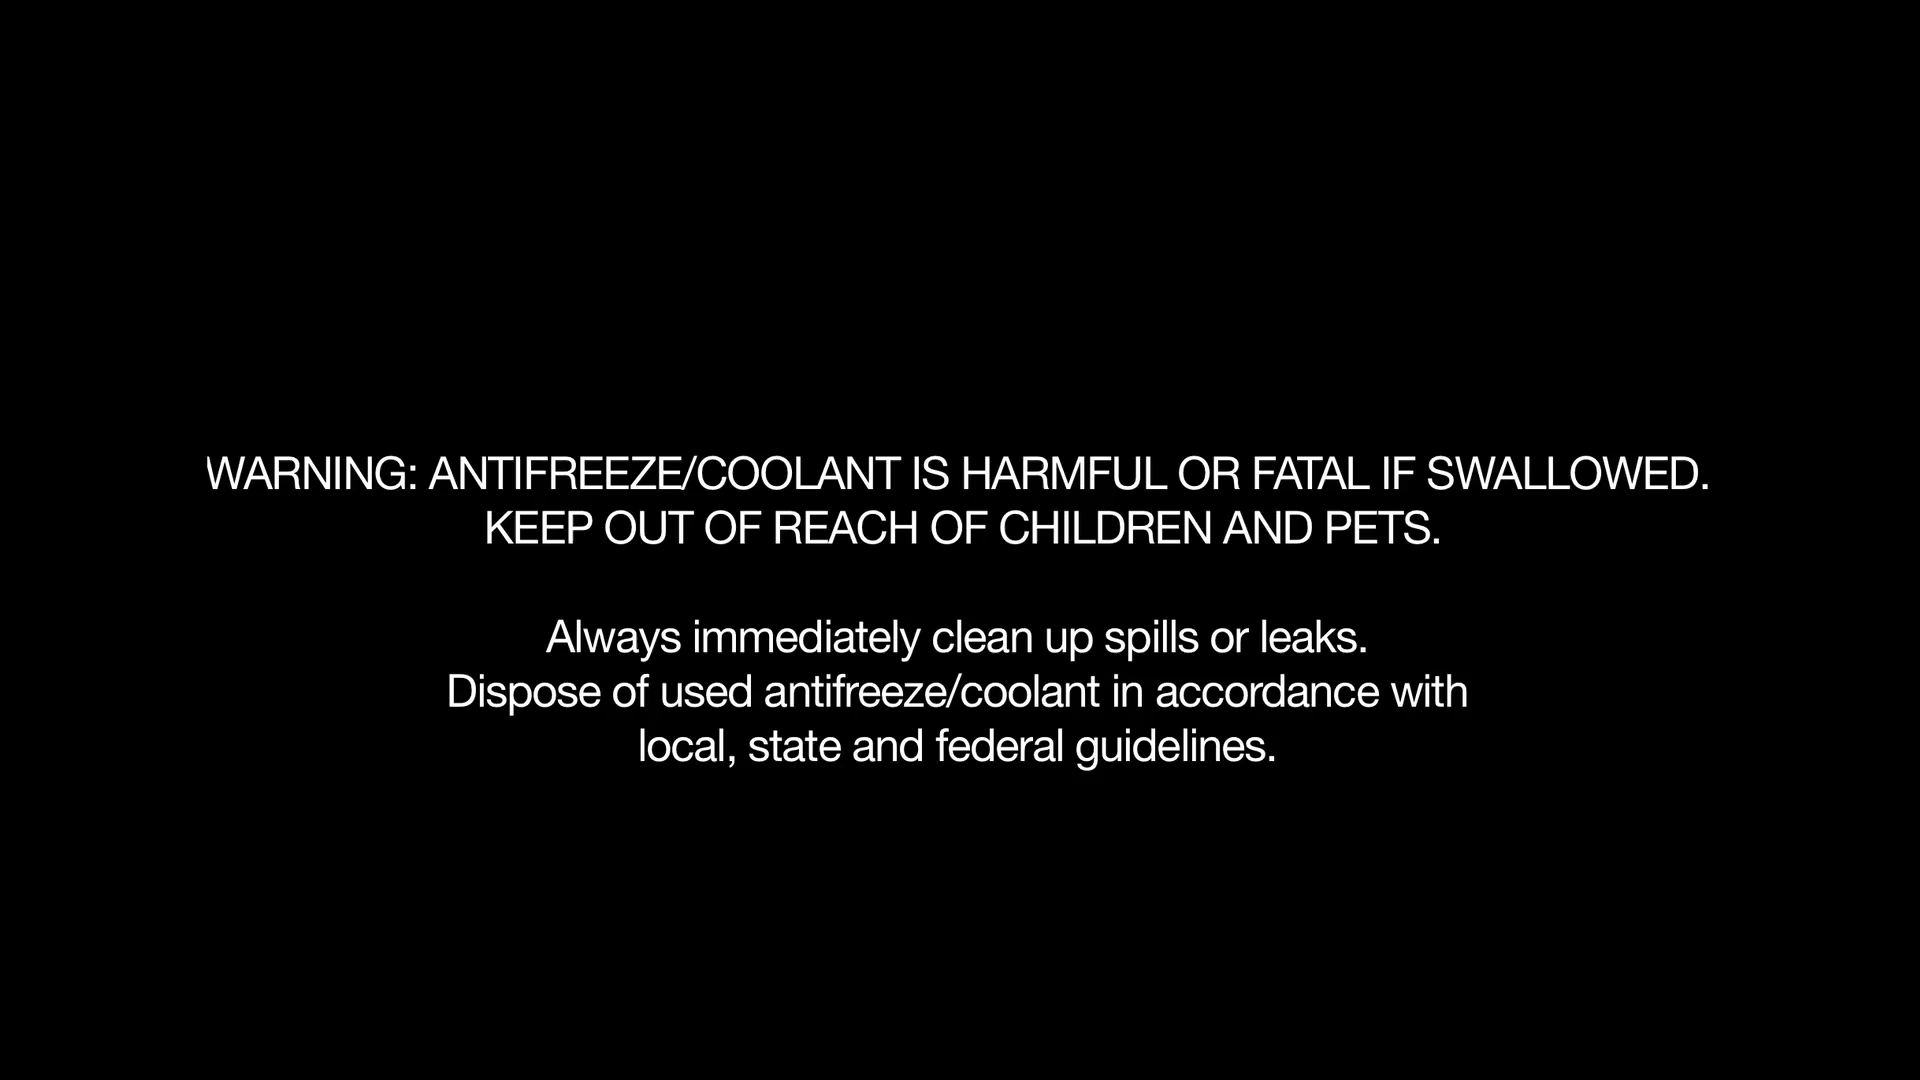 WARNING: ANTIFREEZE/COOLANT IS HARMFUL OR FATAL IF SWALLOWED.
KEEP OUT OF REACH OF CHILDREN AND PETS.
Always immediately clean up spills or leaks.
Dispose of used antifreeze/coolant in accordance with
local, state and federal guidelines.